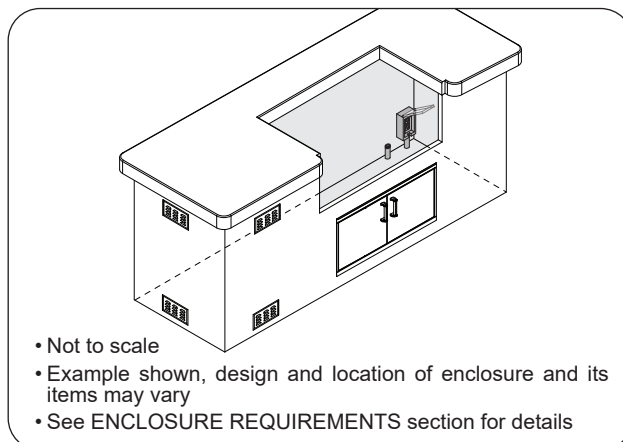 • Not to scale
• Example shown, design and location of enclosure and its
items may vary
• See ENCLOSURE REQUIREMENTS section for details